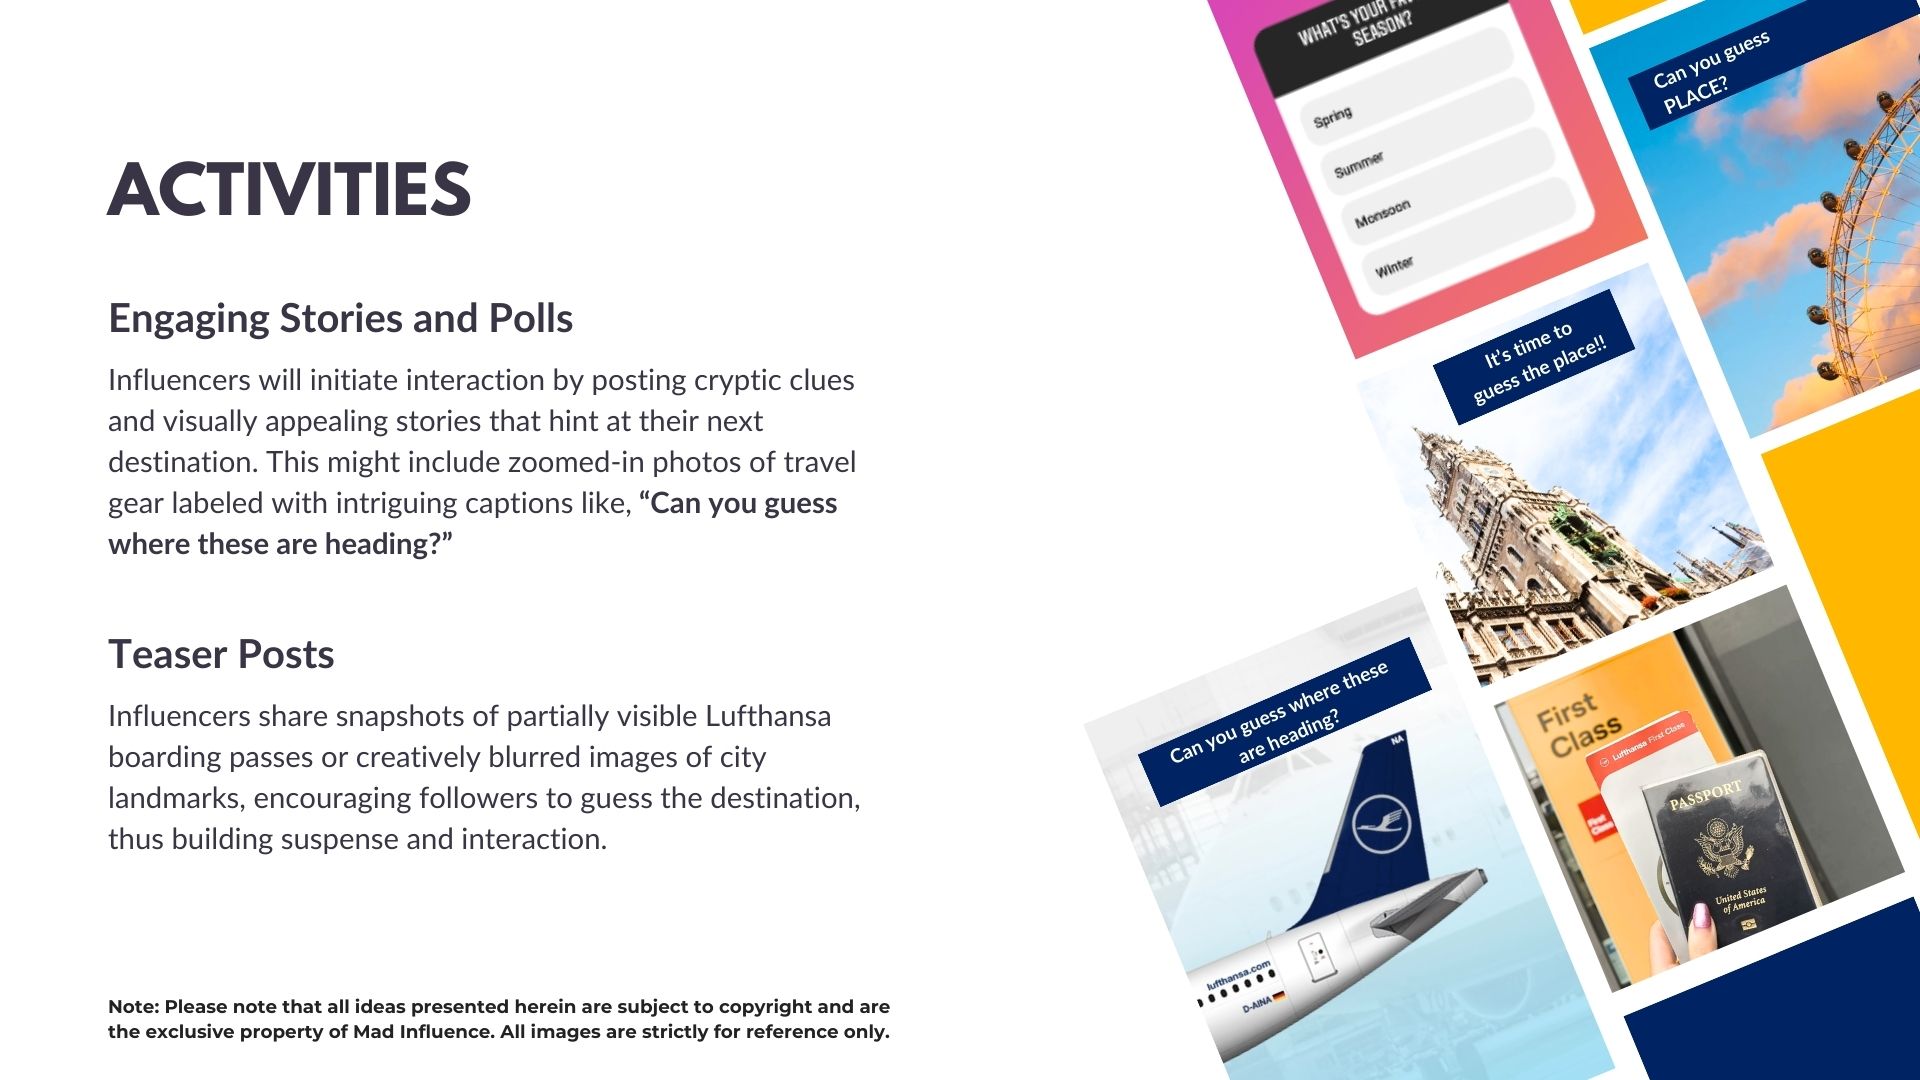 ACTIVITIES
Engaging Stories and Polls
Influencers will initiate interaction by posting cryptic clues
and visually appealing stories that hint at their next
destination. This might include zoomed-in photos of travel
gear labeled with intriguing captions like, “Can you guess
where these are heading?”
Teaser Posts
Influencers share snapshots of partially visible Lufthansa
boarding passes or creatively blurred images of city
landmarks, encouraging followers to guess the destination,
thus building suspense and interaction.
Note: Please note that all ideas presented herein are subject to copyright and are
the exclusive property of Mad Influence. All images are strictly for reference only.
WHAT'S YOUR
SEASON?
Spring
Summer
Monsoon
Winter
Can you guess
PLACE?
It's time to
guess the place!!
Can you guess where these
are heading?
NA
lufthansa.com
D-AINA
First
Class
Lufthansa First Class
First
Class
PASSPORT
United States
of America